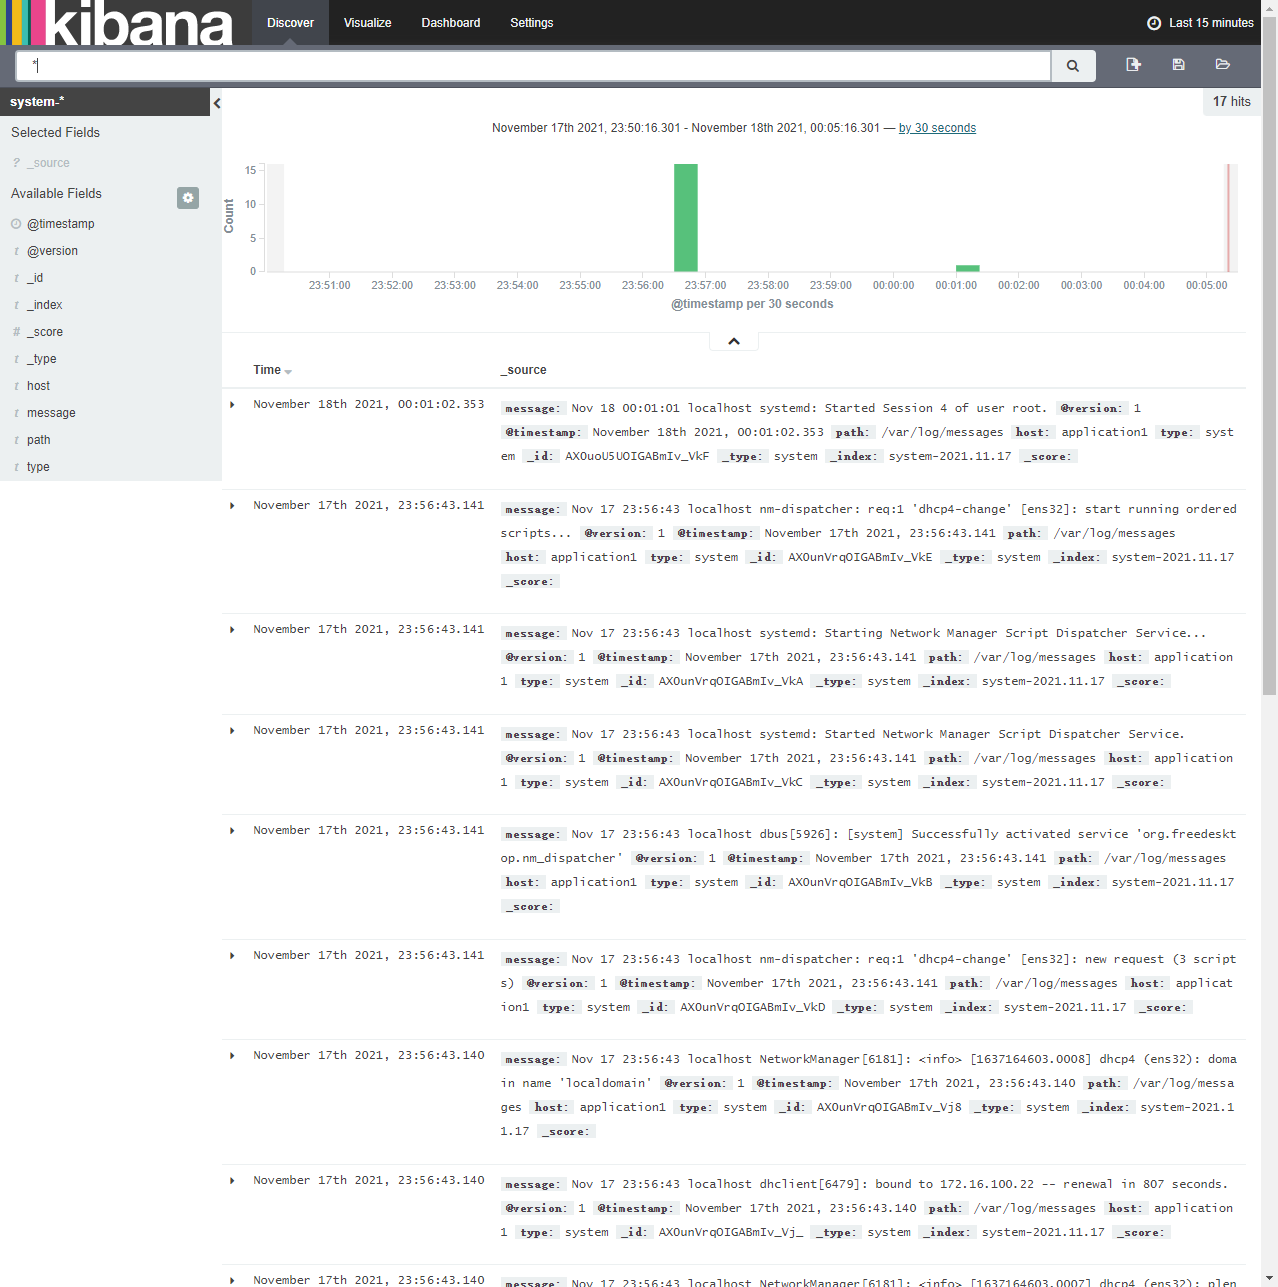 kibana Discover Visualize Dashboard Settings Last 15 minutes
*
system-* 17 hits
Selected Fields
? _source
Available Fields
@timestamp
t @version
t _id
t _index
# _score
t _type
t host
t message
t path
t type
November 17th 2021, 23:50:16.301 - November 18th 2021, 00:05:16.301 — by 30 seconds
Count
15
10
5
0
23:51:00 23:52:00 23:53:00 23:54:00 23:55:00 23:56:00 23:57:00 23:58:00 23:59:00 00:00:00 00:01:00 00:02:00 00:03:00 00:04:00 00:05:00
@timestamp per 30 seconds
Time _source
November 18th 2021, 00:01:02.353 message: Nov 18 00:01:01 localhost systemd: Started Session 4 of user root. @version: 1
@timestamp: November 18th 2021, 00:01:02.353 path: /var/log/messages host: application1 type: syst
em _id: AX0uoU5UOIGABmIv_VkF _type: system _index: system-2021.11.17 _score:
November 17th 2021, 23:56:43.141 message: Nov 17 23:56:43 localhost nm-dispatcher: req:1 'dhcp4-change' [ens32]: start running ordered
scripts... @version: 1 @timestamp: November 17th 2021, 23:56:43.141 path: /var/log/messages
host: application1 type: system _id: AX0unVrqOIGABmIv_VkE _type: system _index: system-2021.11.17
_score:
November 17th 2021, 23:56:43.141 message: Nov 17 23:56:43 localhost systemd: Starting Network Manager Script Dispatcher Service...
@version: 1 @timestamp: November 17th 2021, 23:56:43.141 path: /var/log/messages host: application
1 type: system _id: AX0unVrqOIGABmIv_VkA _type: system _index: system-2021.11.17 _score:
November 17th 2021, 23:56:43.141 message: Nov 17 23:56:43 localhost systemd: Started Network Manager Script Dispatcher Service.
@version: 1 @timestamp: November 17th 2021, 23:56:43.141 path: /var/log/messages host: application
1 type: system _id: AX0unVrqOIGABmIv_VkC _type: system _index: system-2021.11.17 _score:
November 17th 2021, 23:56:43.141 message: Nov 17 23:56:43 localhost dbus[5926]: [system] Successfully activated service 'org.freedeskt
op.nm_dispatcher' @version: 1 @timestamp: November 17th 2021, 23:56:43.141 path: /var/log/messages
host: application1 type: system _id: AX0unVrqOIGABmIv_VkB _type: system _index: system-2021.11.17
_score:
November 17th 2021, 23:56:43.141 message: Nov 17 23:56:43 localhost nm-dispatcher: req:1 'dhcp4-change' [ens32]: new request (3 script
s) @version: 1 @timestamp: November 17th 2021, 23:56:43.141 path: /var/log/messages host: applicat
ion1 type: system _id: AX0unVrqOIGABmIv_VkD _type: system _index: system-2021.11.17 _score:
November 17th 2021, 23:56:43.140 message: Nov 17 23:56:43 localhost NetworkManager[6181]: <info> [1637164603.0008] dhcp4 (ens32): doma
in name 'localdomain' @version: 1 @timestamp: November 17th 2021, 23:56:43.140 path: /var/log/messa
ges host: application1 type: system _id: AX0unVrqOIGABmIv_Vj8 _type: system _index: system-2021.1
1.17 _score:
November 17th 2021, 23:56:43.140 message: Nov 17 23:56:43 localhost dhclient[6479]: bound to 172.16.100.22 -- renewal in 807 seconds.
@version: 1 @timestamp: November 17th 2021, 23:56:43.140 path: /var/log/messages host: application
1 type: system _id: AX0unVrqOIGABmIv_Vj_ _type: system _index: system-2021.11.17 _score:
November 17th 2021, 23:56:43.140 message: Nov 17 23:56:43 localhost NetworkManager[6181]: <info> [1637164603.0007] dhcp4 (ens32): plen